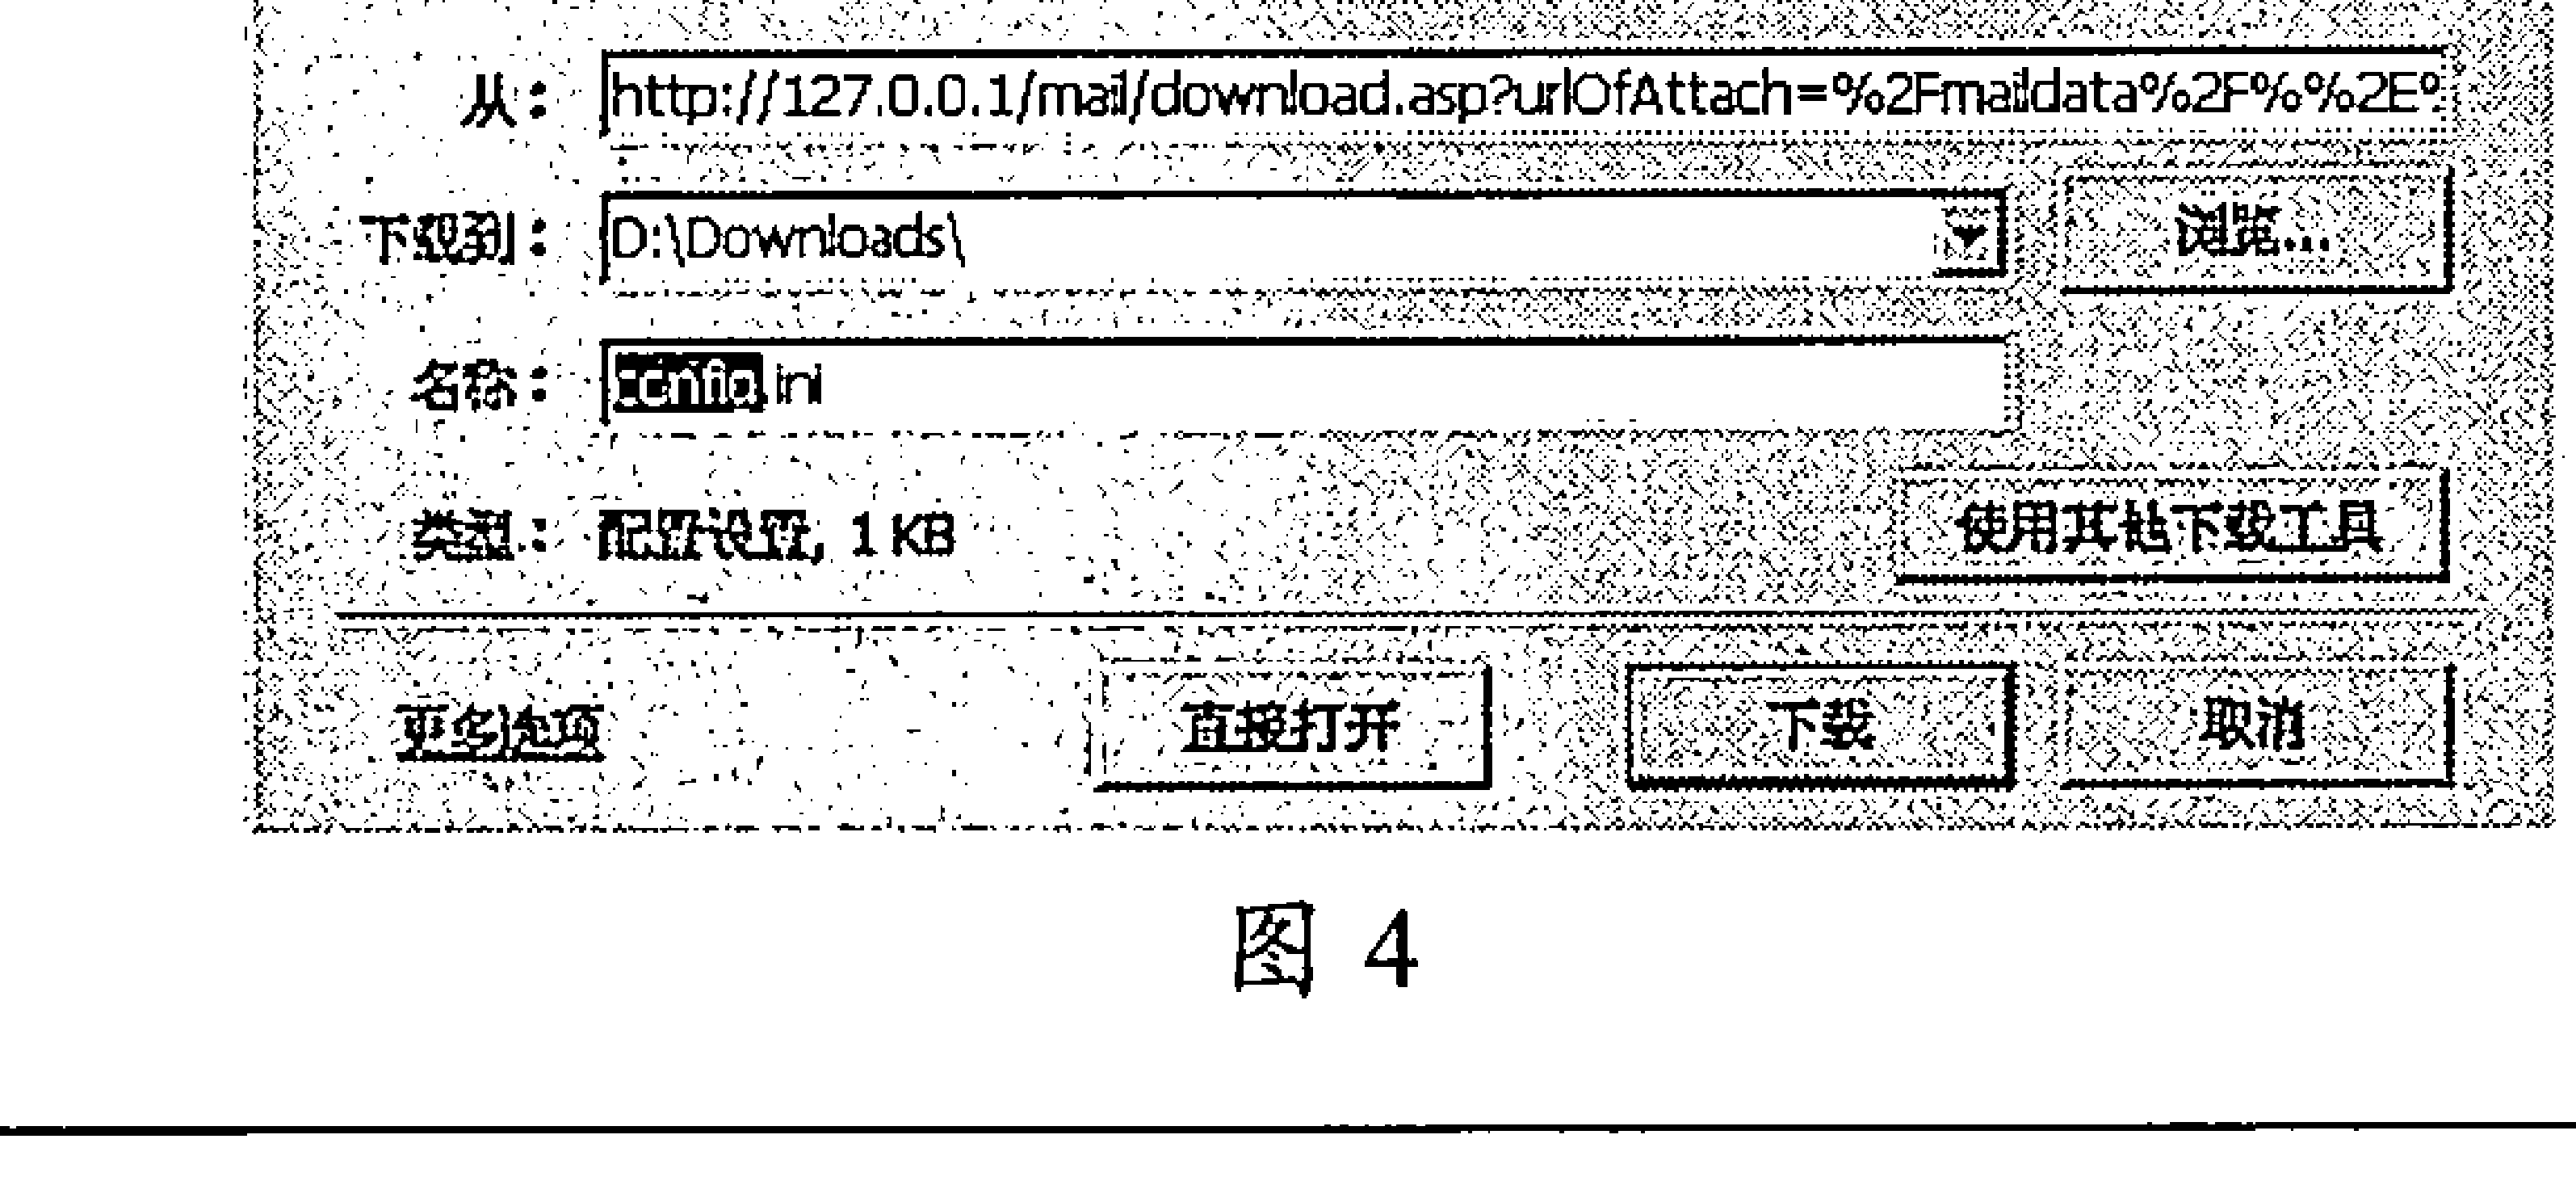 从： http://127.0.0.1/mail/download.asp?urlOfAttach=%2Fmaildata%2F%%2E%
下载到： D:\Downloads\ 浏览...
名称： config.ini
类型： 配置设置, 1 KB 使用其他下载工具
更多选项 直接打开 下载 取消
图 4